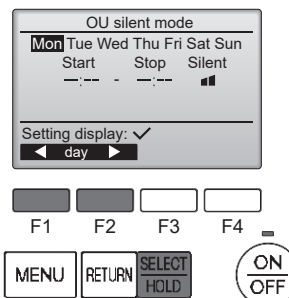 OU silent mode
Mon Tue Wed Thu Fri Sat Sun
Start Stop Silent
--:-- - --:--
Setting display: ✓
◀ day ▶
F1 F2 F3 F4
MENU RETURN SELECT HOLD ON OFF